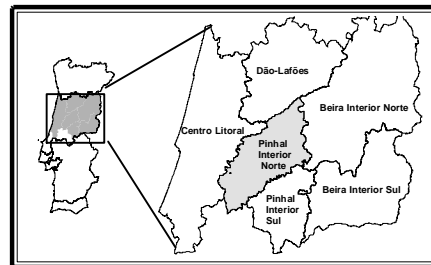 Dão-Lafões
Beira Interior Norte
Centro Litoral
Pinhal
Interior
Norte
Beira Interior Sul
Pinhal
Interior
Sul